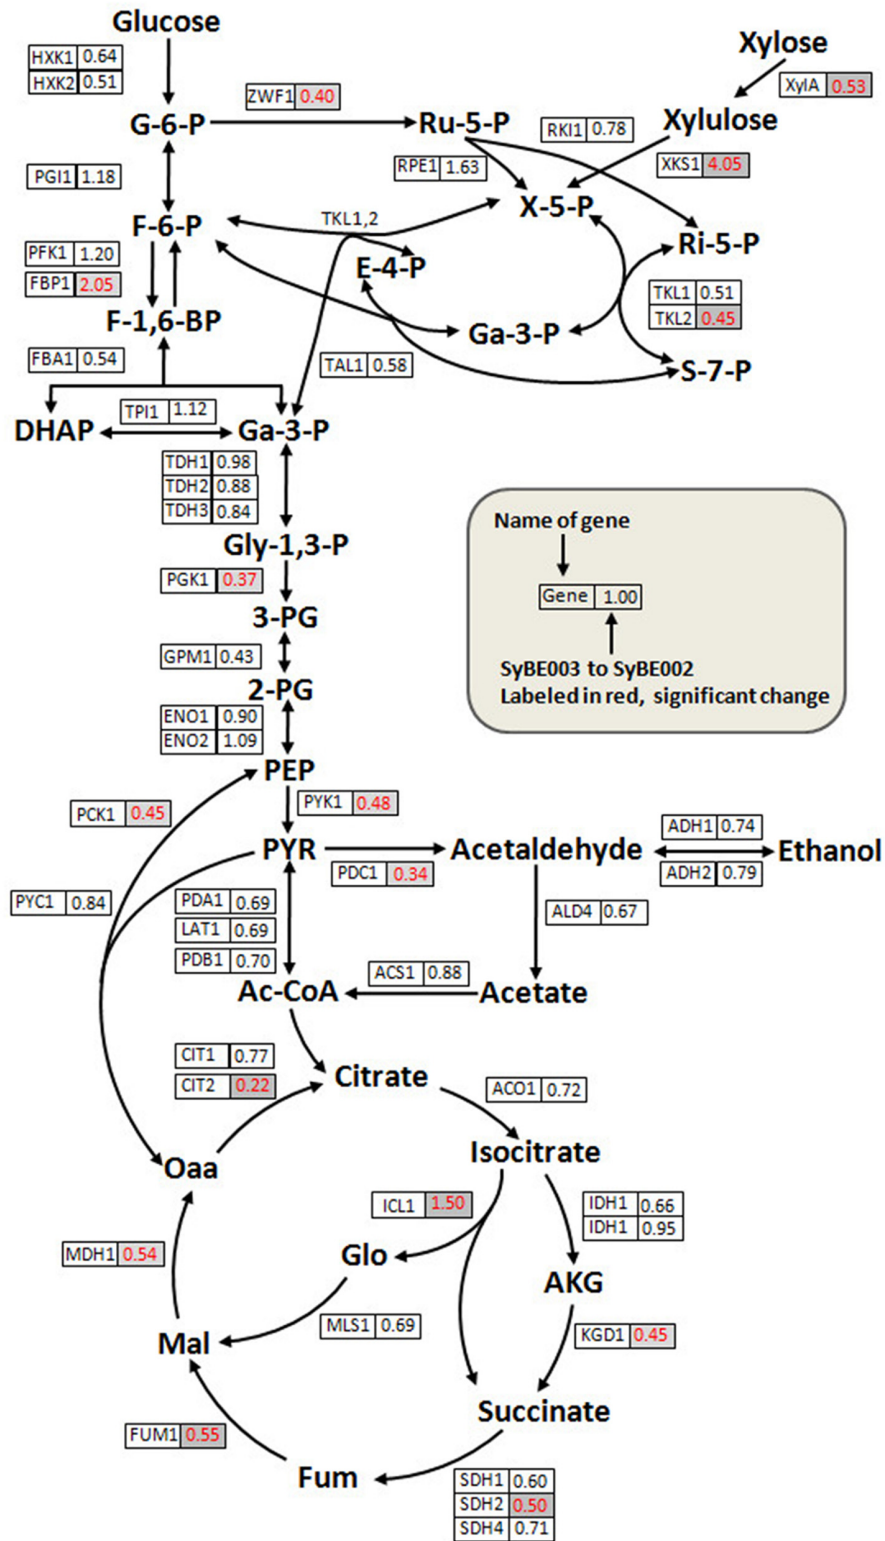 Glucose
HXK1 0.64
HXK2 0.51
Xylose
XylA 0.53
ZWF1 0.40
G-6-P
Ru-5-P
RKI1 0.78
Xylulose
RPE1 1.63
XKS1 4.05
PGI1 1.18
X-5-P
TKL1,2
F-6-P
Ri-5-P
PFK1 1.20
FBP1 2.05
E-4-P
TKL1 0.51
TKL2 0.45
F-1,6-BP
Ga-3-P
FBA1 0.54
TAL1 0.58
S-7-P
TPI1 1.12
DHAP
Ga-3-P
TDH1 0.98
TDH2 0.88
TDH3 0.84
Gly-1,3-P
PGK1 0.37
3-PG
GPM1 0.43
2-PG
ENO1 0.90
ENO2 1.09
PEP
Name of gene
Gene 1.00
SyBE003 to SyBE002
Labeled in red, significant change
PCK1 0.45
PYK1 0.48
PYR
Acetaldehyde
ADH1 0.74
ADH2 0.79
Ethanol
PDC1 0.34
PYC1 0.84
PDA1 0.69
LAT1 0.69
PDB1 0.70
ALD4 0.67
ACS1 0.88
Ac-CoA
Acetate
CIT1 0.77
CIT2 0.22
Citrate
ACO1 0.72
Oaa
Isocitrate
ICL1 1.50
IDH1 0.66
IDH1 0.95
MDH1 0.54
Glo
AKG
MLS1 0.69
KGD1 0.45
Mal
Succinate
FUM1 0.55
Fum
SDH1 0.60
SDH2 0.50
SDH4 0.71